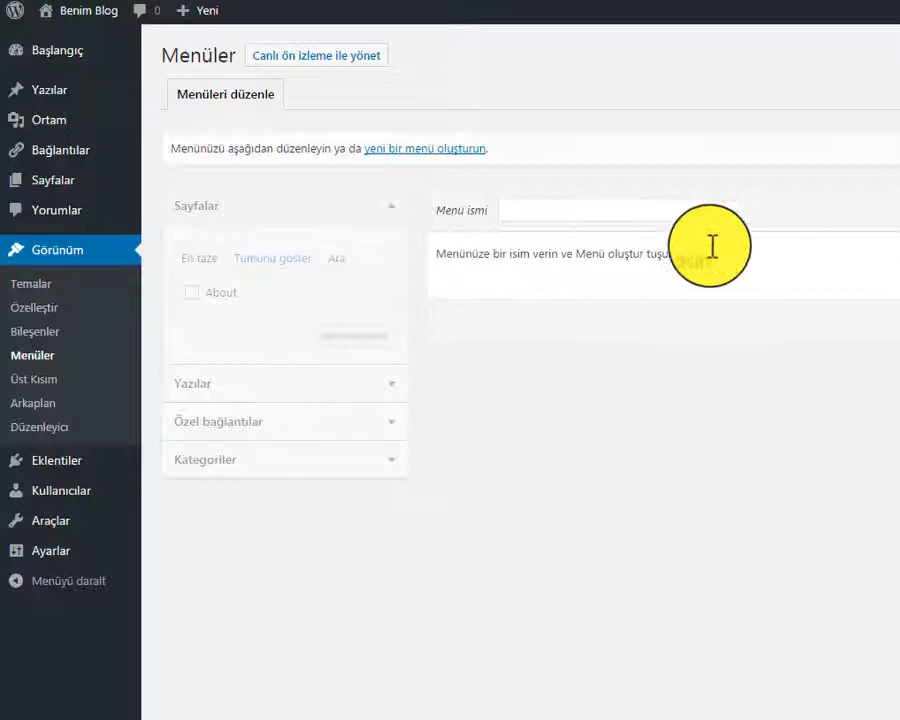 Benim Blog 0 Yeni
Başlangıç
Yazılar
Ortam
Bağlantılar
Sayfalar
Yorumlar
Görünüm
Temalar
Özelleştir
Bileşenler
Menüler
Üst Kısım
Arkaplan
Düzenleyici
Eklentiler
Kullanıcılar
Araçlar
Ayarlar
Menüyü daralt
Menüler Canlı ön izleme ile yönet
Menüleri düzenle
Menünüzü aşağıdan düzenleyin ya da yeni bir menü oluşturun.
Sayfalar
En taze Tümünü göster Ara
About
Yazılar
Özel bağlantılar
Kategoriler
Menü ismi
Menünüze bir isim verin ve Menü oluştur